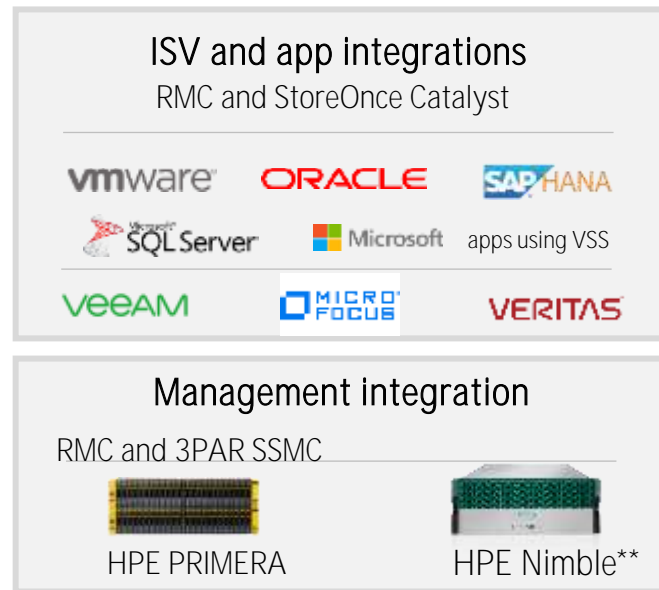 ISV and app integrations
RMC and StoreOnce Catalyst
vmware ORACLE SAP HANA
Microsoft SQL Server Microsoft apps using VSS
veeAM MICRO FOCUS VERITAS
Management integration
RMC and 3PAR SSMC
HPE PRIMERA HPE Nimble**